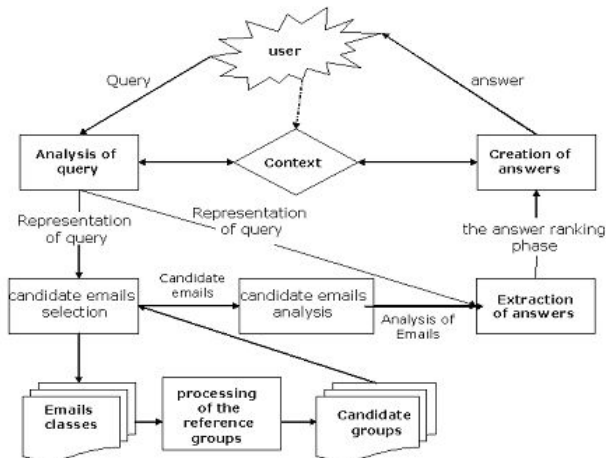 user
Query
answer
Analysis of
query
Context
Creation of
answers
Representation
of query
Representation
of query
the answer ranking
phase
candidate emails
selection
Candidate
emails
candidate emails
analysis
Analysis of
Emails
Extraction
of answers
Emails
classes
processing
of the
reference
groups
Candidate
groups